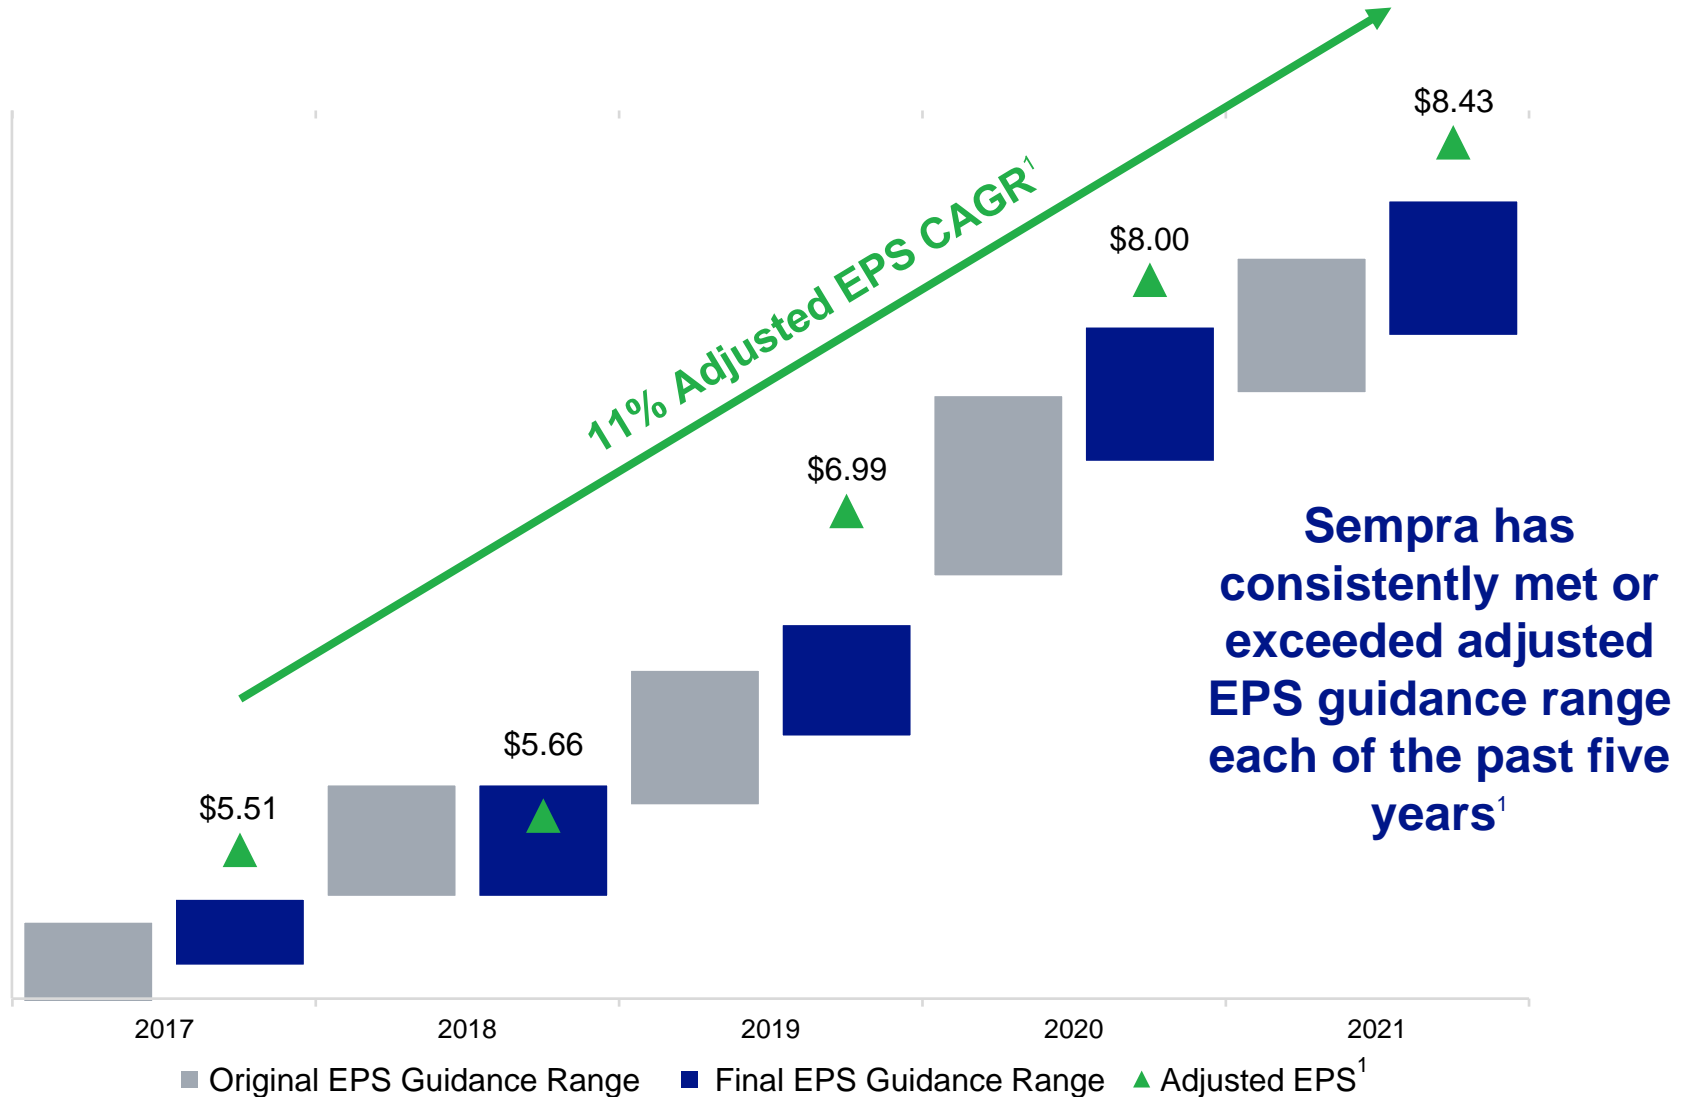 $8.43
11% Adjusted EPS CAGR¹
$8.00
$6.99
Sempra has
consistently met or
exceeded adjusted
EPS guidance range
each of the past five
years¹
$5.66
$5.51
2017 2018 2019 2020 2021
Original EPS Guidance Range Final EPS Guidance Range Adjusted EPS¹